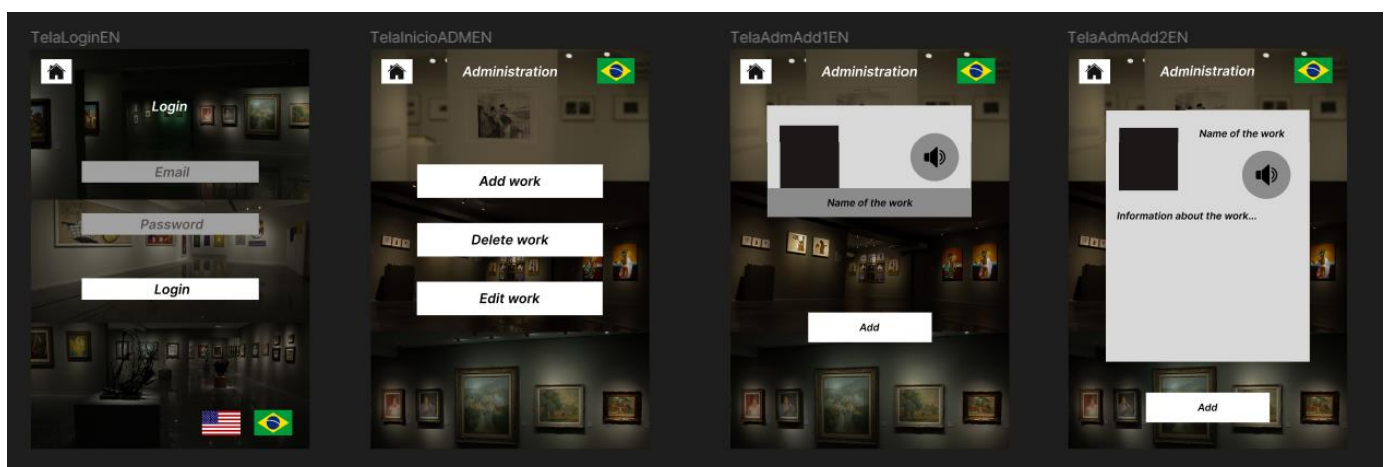 TelaLoginEN
TelaInicioADMEN
TelaAdmAdd1EN
TelaAdmAdd2EN
Login
Email
Password
Login
Administration
Add work
Delete work
Edit work
Administration
Name of the work
Add
Administration
Name of the work
Information about the work...
Add